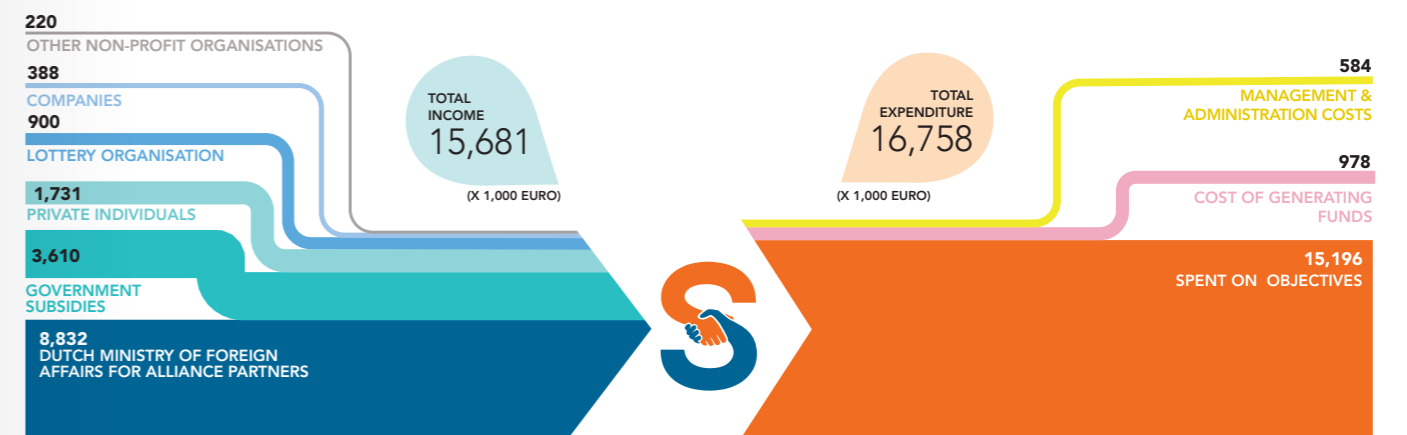 220
OTHER NON-PROFIT ORGANISATIONS
388
COMPANIES
900
LOTTERY ORGANISATION
1,731
PRIVATE INDIVIDUALS
3,610
GOVERNMENT
SUBSIDIES
8,832
DUTCH MINISTRY OF FOREIGN
AFFAIRS FOR ALLIANCE PARTNERS
TOTAL
INCOME
15,681
(X 1,000 EURO)
S
TOTAL
EXPENDITURE
16,758
(X 1,000 EURO)
584
MANAGEMENT &
ADMINISTRATION COSTS
978
COST OF GENERATING
FUNDS
15,196
SPENT ON OBJECTIVES